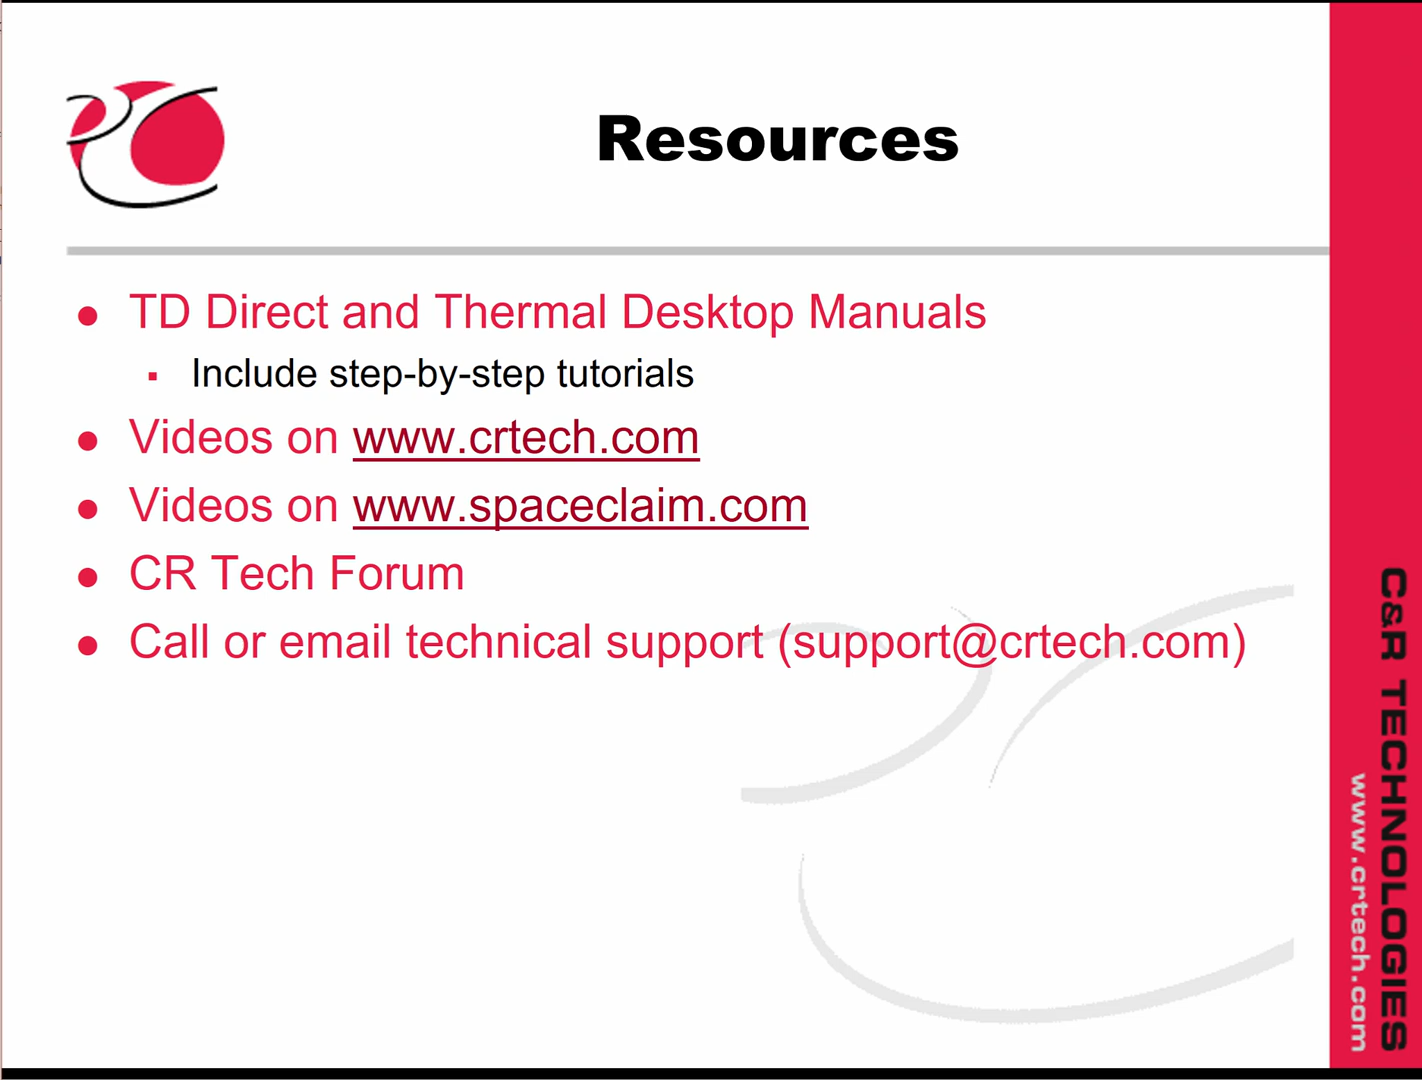 Resources
TD Direct and Thermal Desktop Manuals
Include step-by-step tutorials
Videos on www.crtech.com
Videos on www.spaceclaim.com
CR Tech Forum
Call or email technical support (support@crtech.com)
C&R TECHNOLOGIES
www.crtech.com